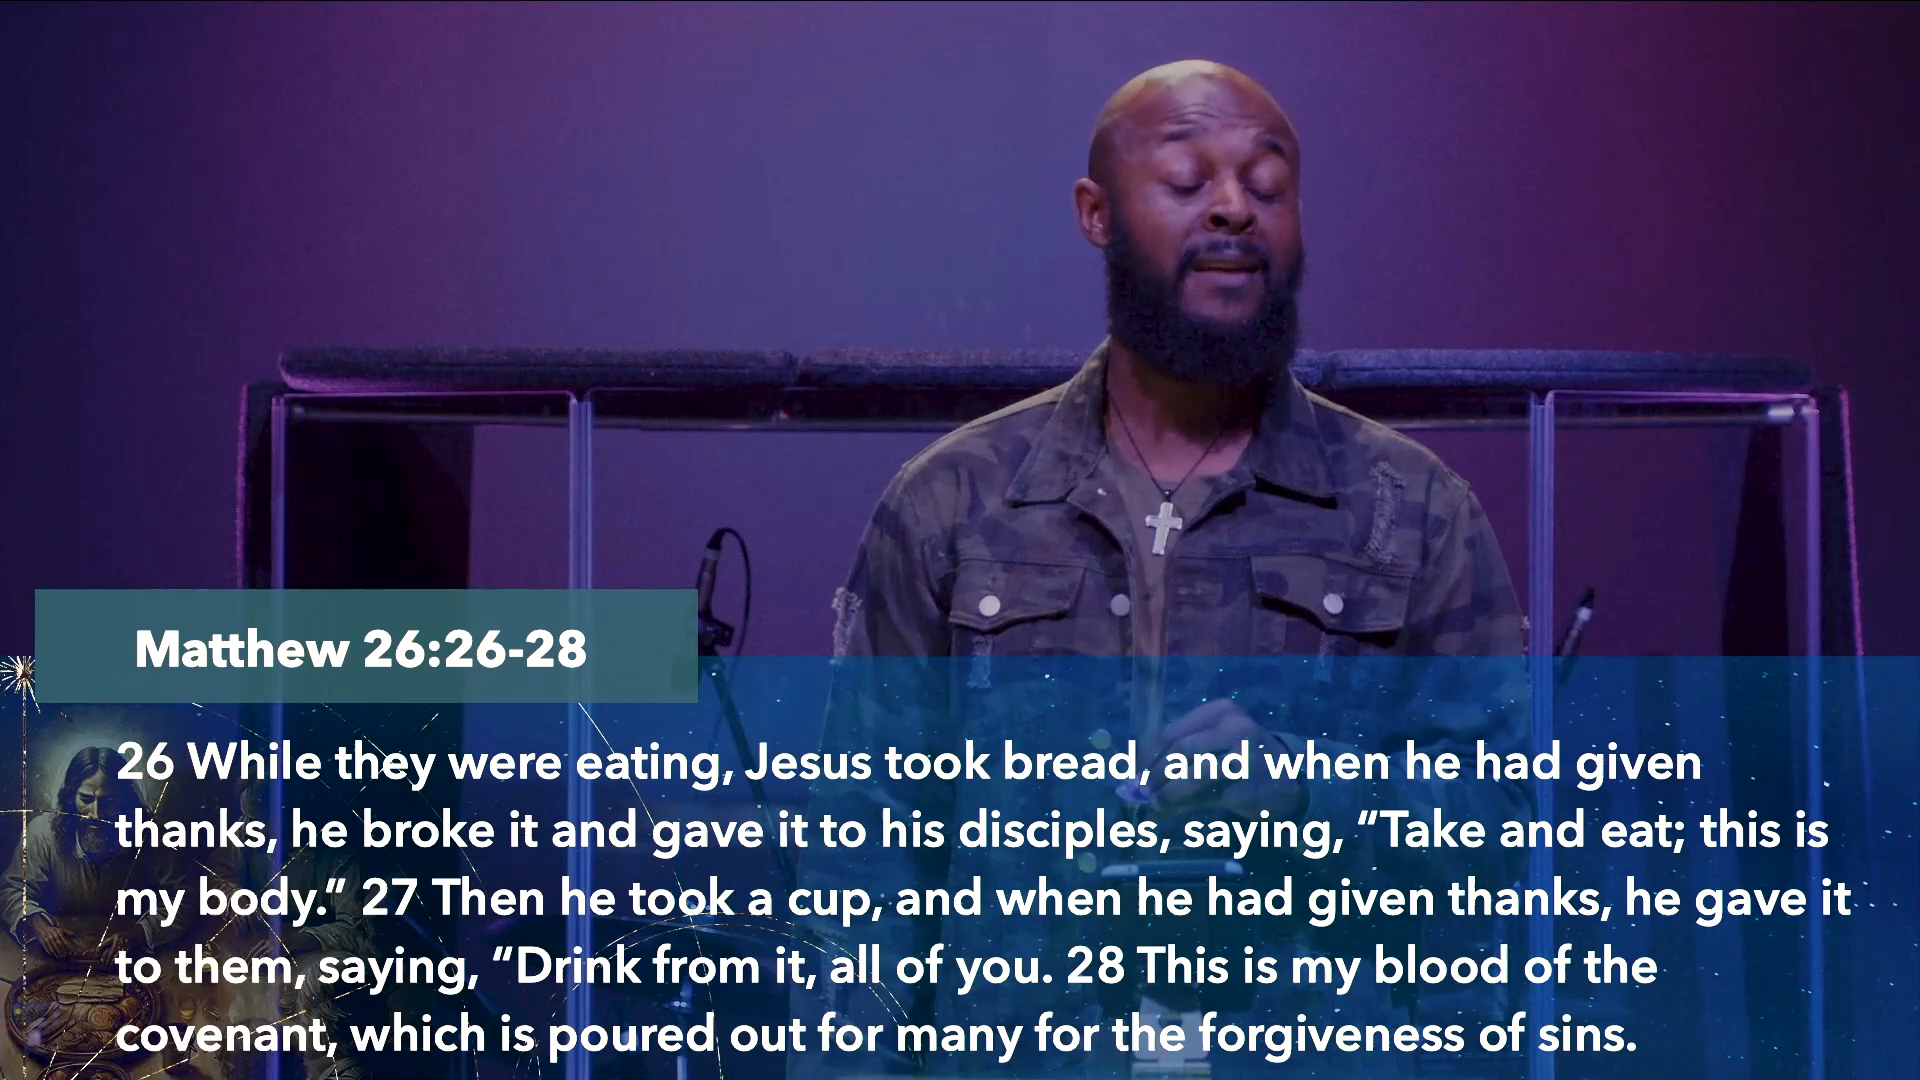 Matthew 26:26-28
26 While they were eating, Jesus took bread, and when he had given
thanks, he broke it and gave it to his disciples, saying, “Take and eat; this is
my body.” 27 Then he took a cup, and when he had given thanks, he gave it
to them, saying, “Drink from it, all of you. 28 This is my blood of the
covenant, which is poured out for many for the forgiveness of sins.